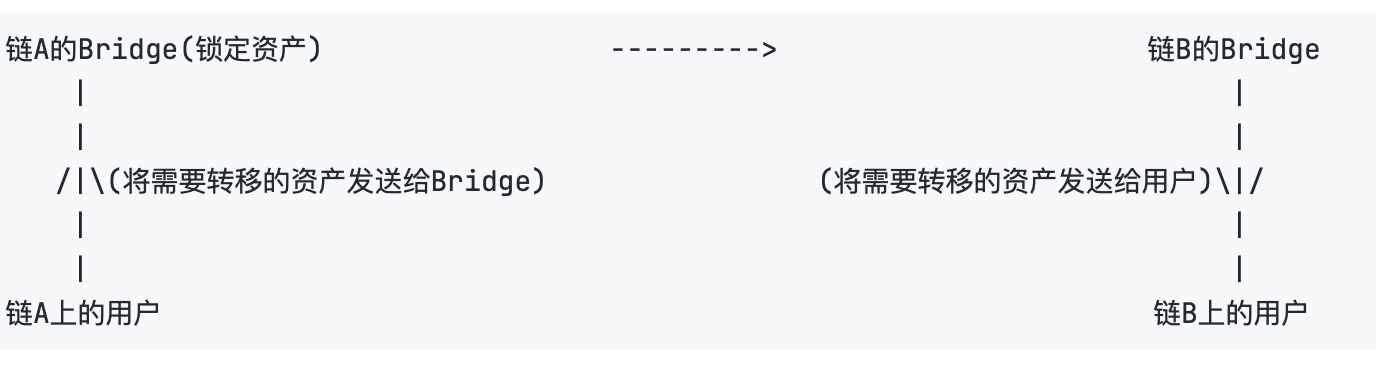 链A的Bridge(锁定资产) ---------> 链B的Bridge
| |
| |
/|\(将需要转移的资产发送给Bridge) (将需要转移的资产发送给用户)\|/
| |
| |
链A上的用户 链B上的用户